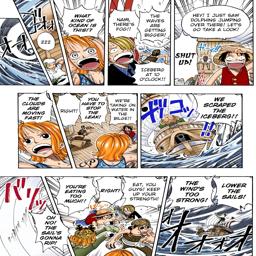 HEY! I JUST SAW
DOLPHINS JUMPING
OVER THERE! LET'S GO
TAKE A LOOK!
SHUT
UP!
THE WAVES
ARE
GETTING
BIGGER!
ICEBERG AT
10 O'CLOCK!!
NAMI,
THERE'S
FOG!!
WHAT
KIND OF
OCEAN IS
THIS!?
ZZZ
WE
SCRAPED
THE
ICEBERG!!
WE'RE
TAKING ON
WATER IN
THE BILGE!!
YOU HAVE
TO STOP
THE LEAK!
RIGHT!!
THE CLOUDS
ARE
MOVING FAST!
LOWER
THE
SAILS!
THE
WIND'S TOO
STRONG!
EAT, YOU
GUYS! KEEP UP
YOUR
STRENGTH!
RIGHT!
YOU'RE
EATING TOO
MUCH!!
OH NO!
THE
SAIL'S
GONNA
RIP!